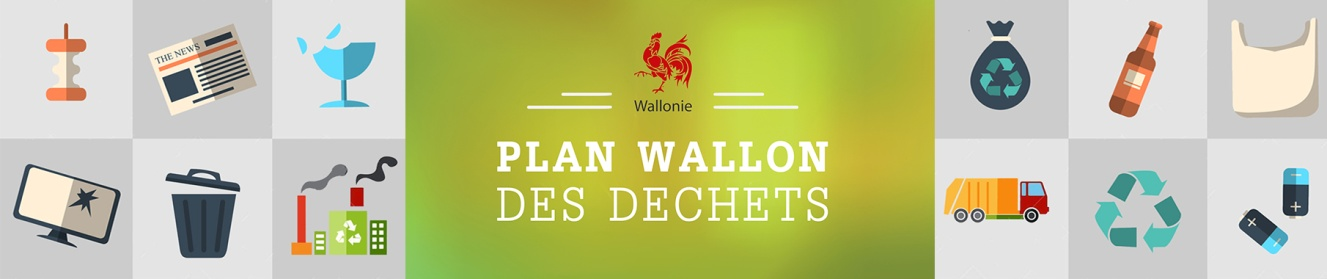 THE NEWS
Wallonie
PLAN WALLON
DES DECHETS